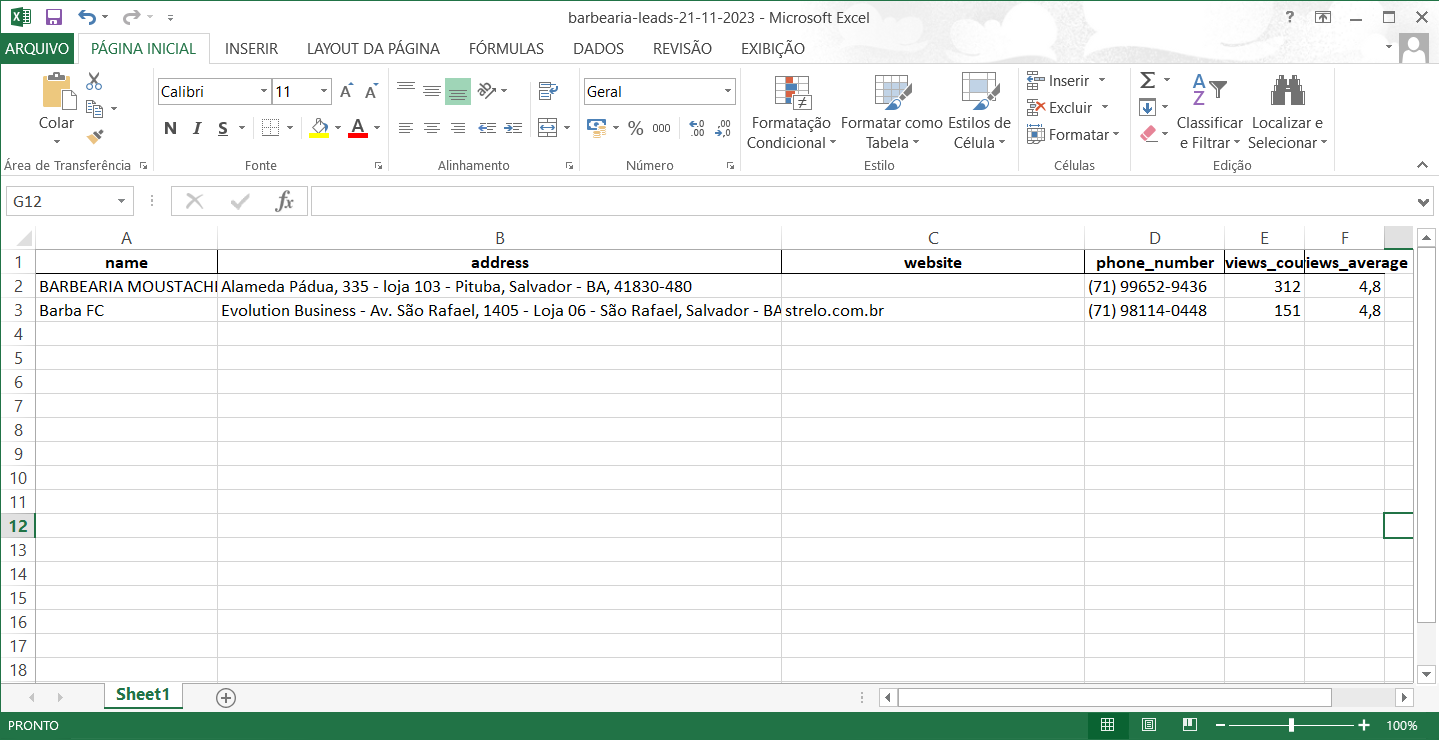 barbearia-leads-21-11-2023 - Microsoft Excel
ARQUIVO PÁGINA INICIAL INSERIR LAYOUT DA PÁGINA FÓRMULAS DADOS REVISÃO EXIBIÇÃO
Colar
Área de Transferência
Calibri 11
N I S
Fonte
Alinhamento
Geral
% 000
Número
Formatação Condicional
Formatar como Tabela
Estilos de Célula
Estilo
Inserir
Excluir
Formatar
Células
Classificar e Filtrar
Localizar e Selecionar
Edição
G12 fx
A B C D E F
1 name address website phone_number views_cou iews_average
2 BARBEARIA MOUSTACHE Alameda Pádua, 335 - loja 103 - Pituba, Salvador - BA, 41830-480 (71) 99652-9436 312 4,8
3 Barba FC Evolution Business - Av. São Rafael, 1405 - Loja 06 - São Rafael, Salvador - BA strelo.com.br (71) 98114-0448 151 4,8
4
5
6
7
8
9
10
11
12
13
14
15
16
17
18
Sheet1
PRONTO 100%